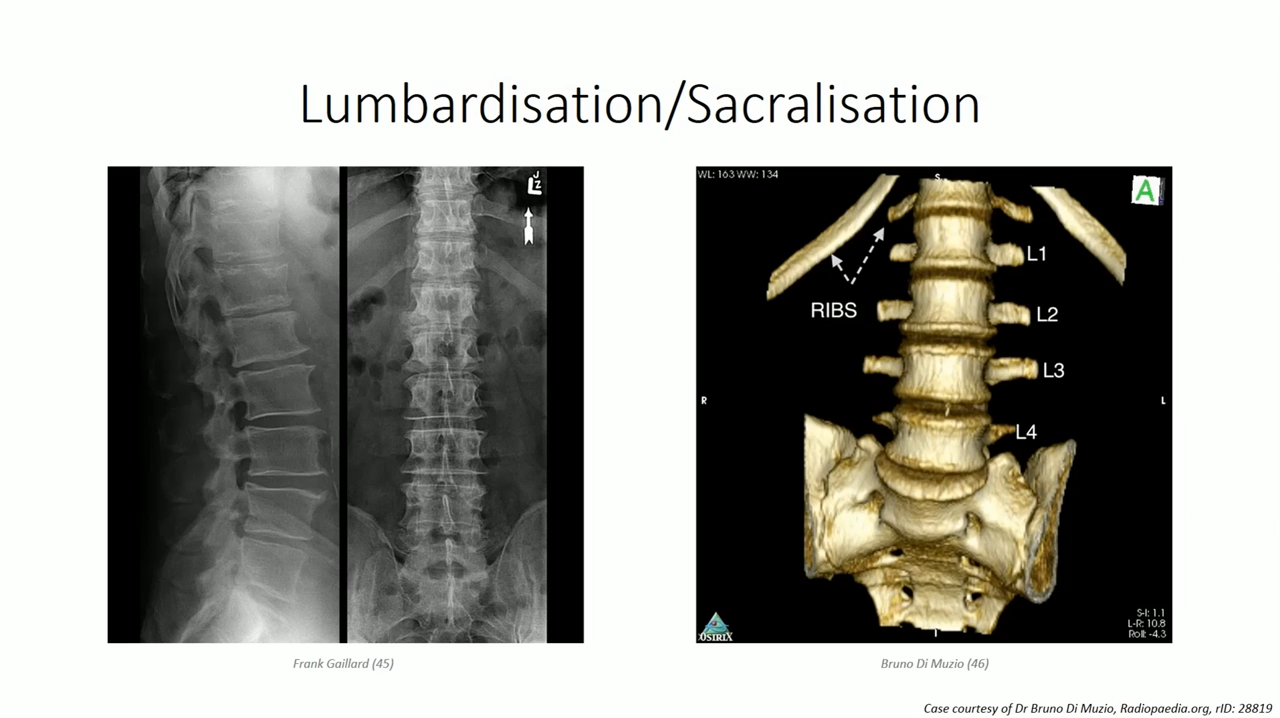 Lumbardisation/Sacralisation
J
L
Z
WL: 163 WW: 134
S
A
L1
RIBS
L2
L3
R
L
L4
S-I: 1.1
L-R: 10.8
Roll: -4.3
OSIRIX
I
Frank Gaillard (45)
Bruno Di Muzio (46)
Case courtesy of Dr Bruno Di Muzio, Radiopaedia.org, rID: 28819